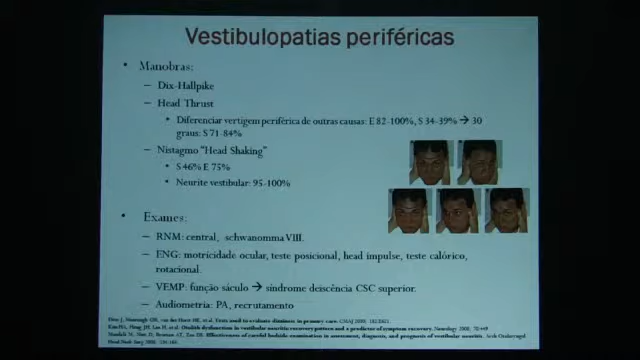 Vestibulopatias periféricas
• Manobras:
– Dix-Hallpike
– Head Thrust
• Diferenciar vertigem periférica de outras causas: E 82-100%, S 34-39% → 30
graus: S 71-84%
– Nistagmo "Head Shaking"
• S 46% E 75%
• Neurite vestibular: 95-100%
• Exames:
– RNM: central, schwanomma VIII.
– ENG: motricidade ocular, teste posicional, head impulse, teste calórico,
rotacional.
– VEMP: função sáculo → síndrome deiscência CSC superior.
– Audiometria: PA, recrutamento